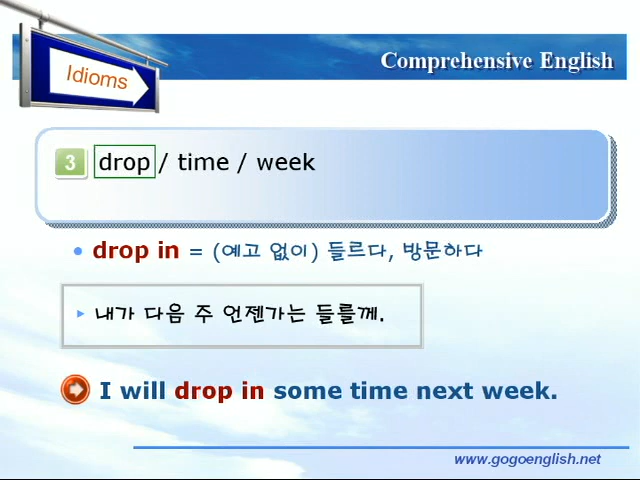 Comprehensive English
Idioms
3 drop / time / week
• drop in = (예고 없이) 들르다, 방문하다
▸ 내가 다음 주 언젠가는 들를께.
I will drop in some time next week.
www.gogoenglish.net